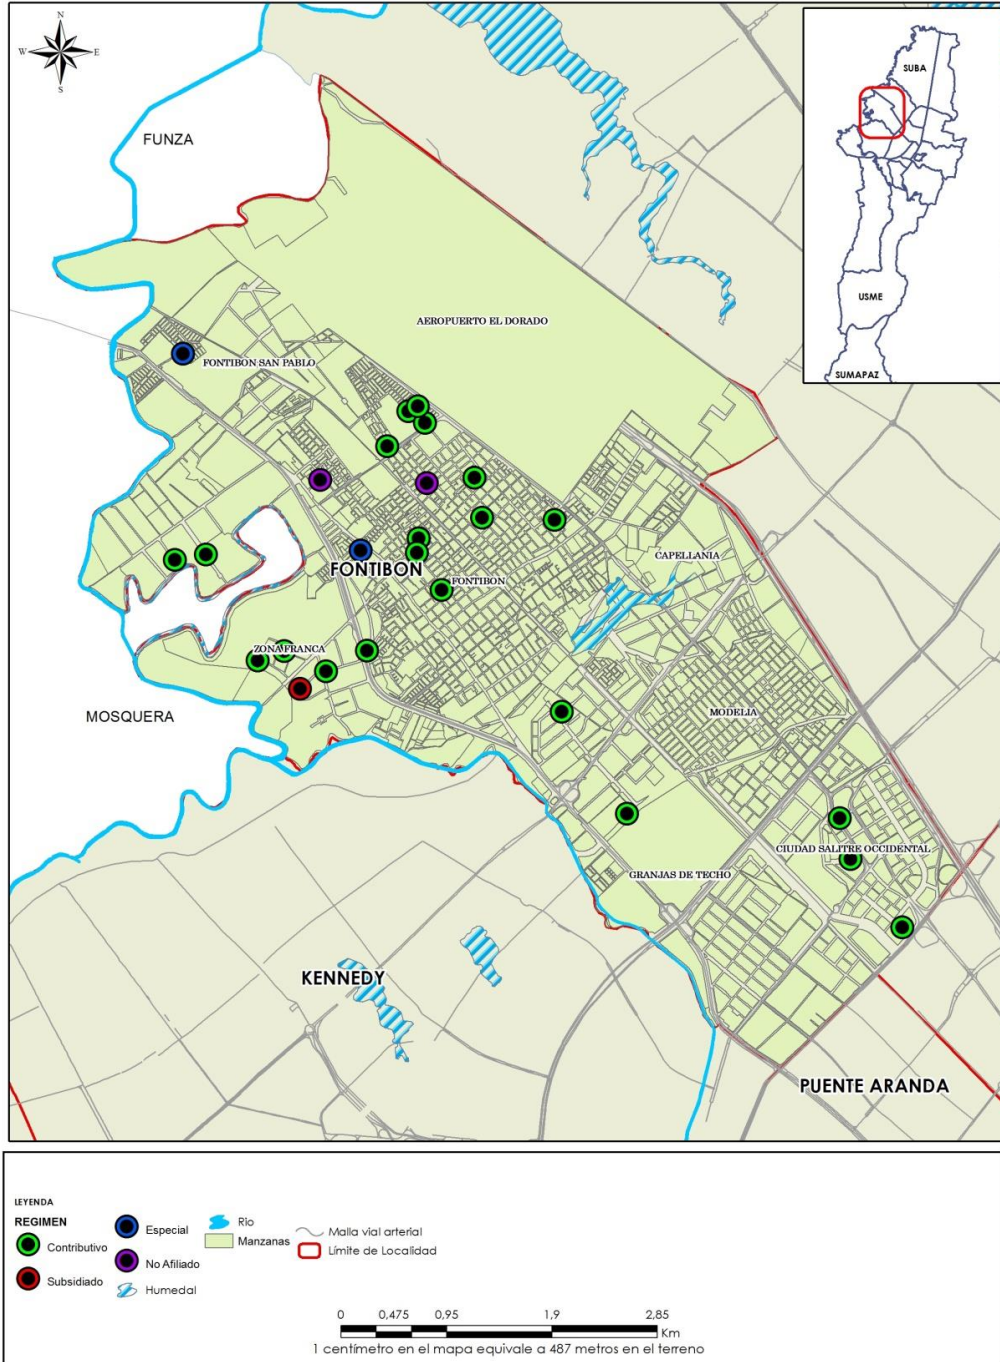 N
W
E
S
FUNZA
SUBA
USME
SUMAPAZ
AEROPUERTO EL DORADO
FONTIBON SAN PABLO
CAPELLANIA
FONTIBON
FONTIBON
ZONA FRANCA
MOSQUERA
MODELIA
CIUDAD SALITRE OCCIDENTAL
GRANJAS DE TECHO
KENNEDY
PUENTE ARANDA
LEYENDA
REGIMEN
Contributivo
Subsidiado
Especial
No Afiliado
Humedal
Río
Manzanas
Malla vial arterial
Límite de Localidad
0 0,475 0,95 1,9 2,85
Km
1 centímetro en el mapa equivale a 487 metros en el terreno